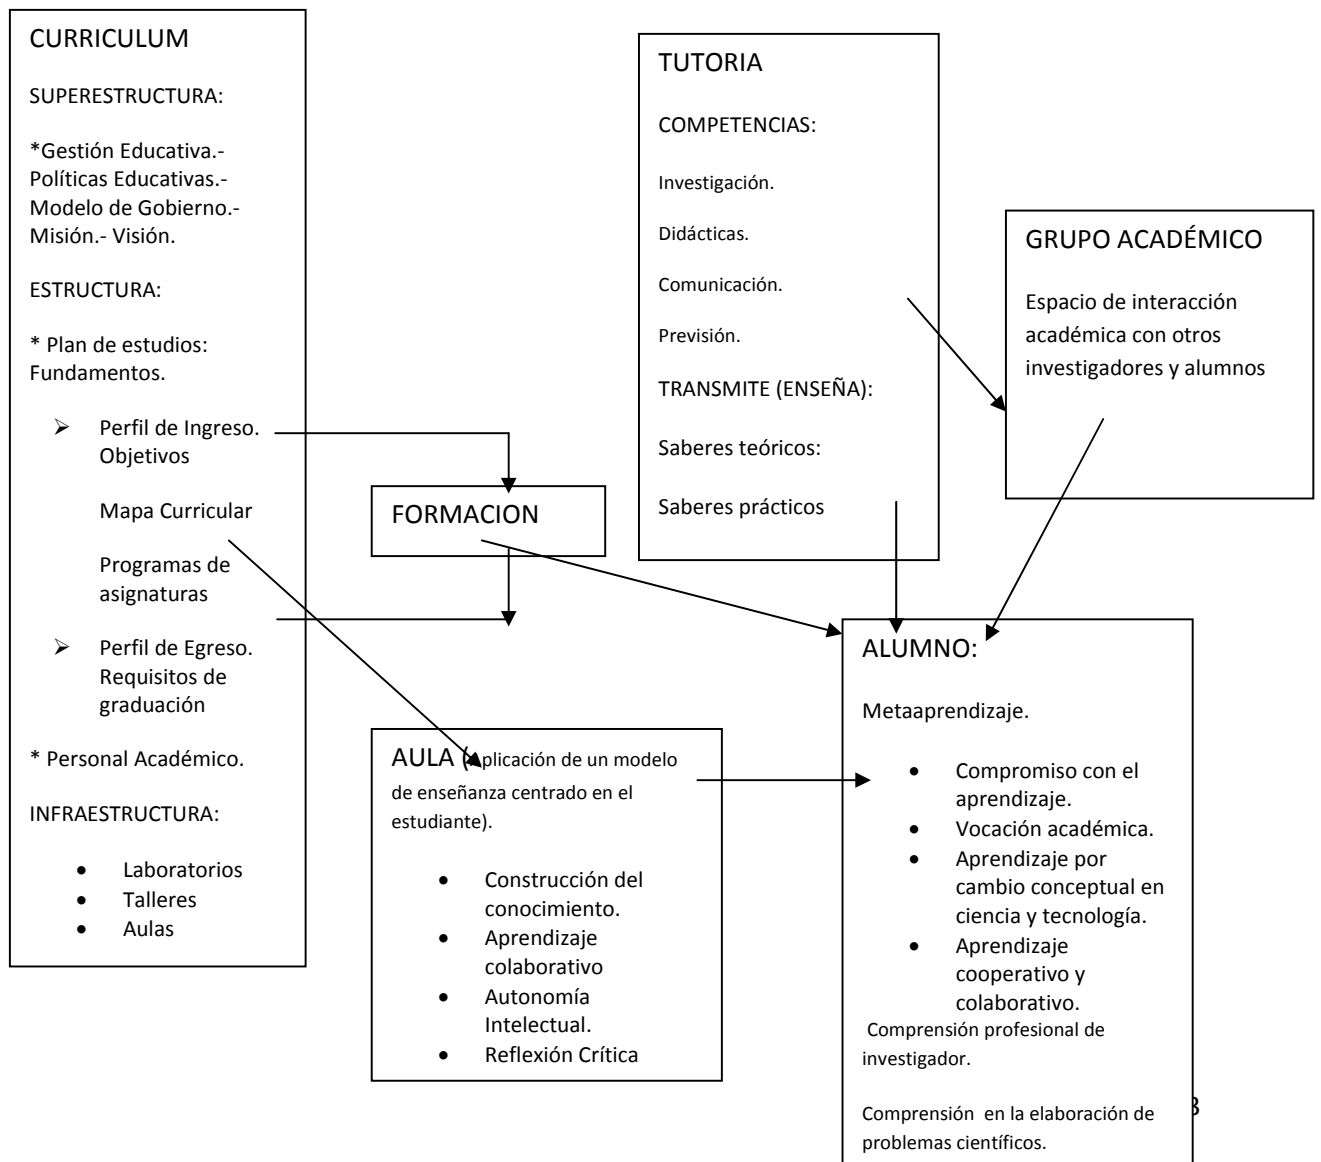 CURRICULUM
SUPERESTRUCTURA:
*Gestión Educativa.-
Políticas Educativas.-
Modelo de Gobierno.-
Misión.- Visión.
ESTRUCTURA:
* Plan de estudios:
Fundamentos.
➢ Perfil de Ingreso.
Objetivos
Mapa Curricular
Programas de
asignaturas
➢ Perfil de Egreso.
Requisitos de
graduación
* Personal Académico.
INFRAESTRUCTURA:
• Laboratorios
• Talleres
• Aulas
FORMACION
TUTORIA
COMPETENCIAS:
Investigación.
Didácticas.
Comunicación.
Previsión.
TRANSMITE (ENSEÑA):
Saberes teóricos:
Saberes prácticos
GRUPO ACADÉMICO
Espacio de interacción
académica con otros
investigadores y alumnos
AULA (Aplicación de un modelo
de enseñanza centrado en el
estudiante).
• Construcción del
conocimiento.
• Aprendizaje
colaborativo
• Autonomía
Intelectual.
• Reflexión Crítica
ALUMNO:
Metaaprendizaje.
• Compromiso con el
aprendizaje.
• Vocación académica.
• Aprendizaje por
cambio conceptual en
ciencia y tecnología.
• Aprendizaje
cooperativo y
colaborativo.
Comprensión profesional de
investigador.
Comprensión en la elaboración de
problemas científicos.